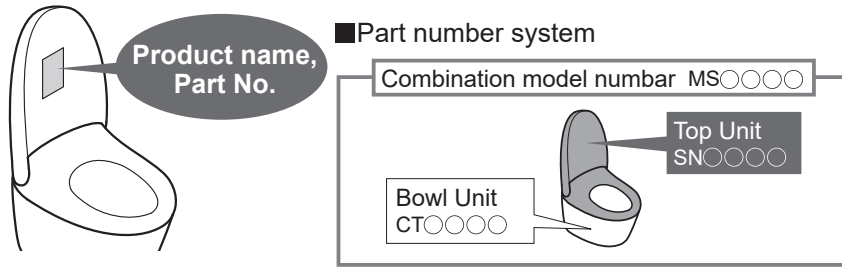 Product name,
Part No.
■Part number system
Combination model numbar MS○○○○
Top Unit
SN○○○○
Bowl Unit
CT○○○○